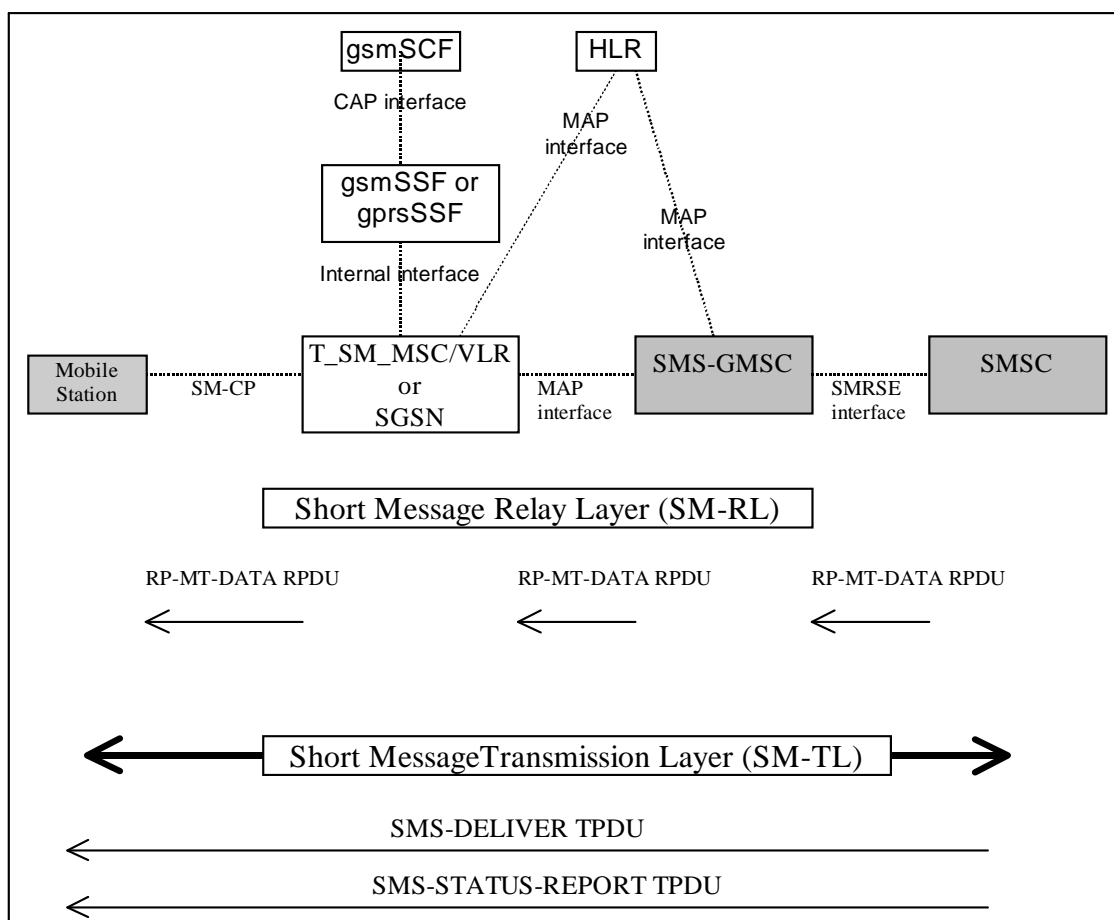 gsmSCF
HLR
CAP interface
MAP
interface
gsmSSF or
gprsSSF
MAP
interface
Internal interface
Mobile
Station
SM-CP
T_SM_MSC/VLR
or
SGSN
MAP
interface
SMS-GMSC
SMRSE
interface
SMSC
Short Message Relay Layer (SM-RL)
RP-MT-DATA RPDU
RP-MT-DATA RPDU
RP-MT-DATA RPDU
Short MessageTransmission Layer (SM-TL)
SMS-DELIVER TPDU
SMS-STATUS-REPORT TPDU